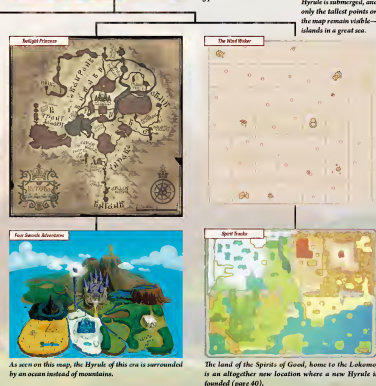 Hyrule is submerged, and
only the tallest points on
the map remain visible—
islands in a great sea.
Twilight Princess
The Wind Waker
Four Swords Adventures
Spirit Tracks
As seen on this map, the Hyrule of this era is surrounded
by an ocean instead of mountains.
The land of the Spirits of Good, home to the Lokomo
is an altogether new location where a new Hyrule i
founded (page 40).